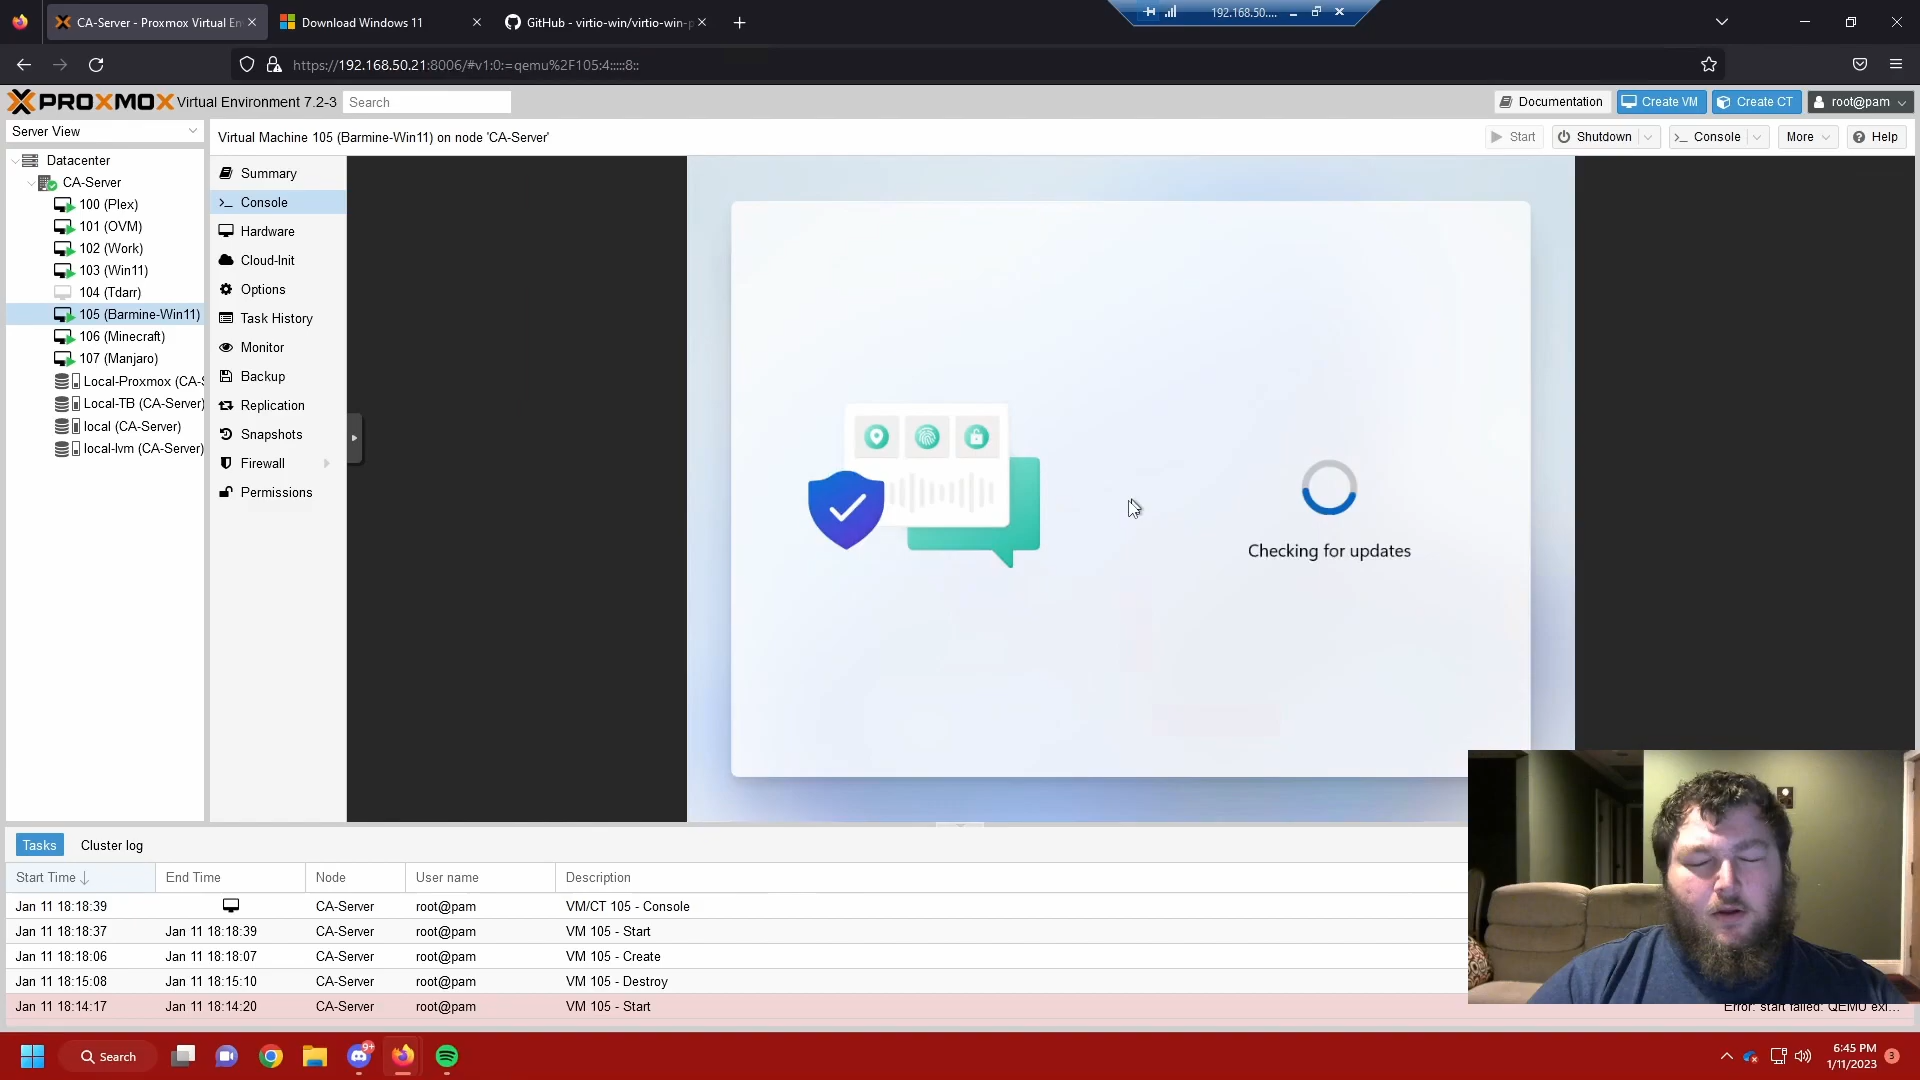 CA-Server - Proxmox Virtual En
Download Windows 11
GitHub - virtio-win/virtio-win-p
192.168.50....
https://192.168.50.21:8006/#v1:0:=qemu%2F105:4:::::8::
PROXMOX Virtual Environment 7.2-3
Search
Documentation
Create VM
Create CT
root@pam
Server View
Virtual Machine 105 (Barmine-Win11) on node 'CA-Server'
Start
Shutdown
Console
More
Help
Datacenter
CA-Server
100 (Plex)
101 (OVM)
102 (Work)
103 (Win11)
104 (Tdarr)
105 (Barmine-Win11)
106 (Minecraft)
107 (Manjaro)
Local-Proxmox (CA-S
Local-TB (CA-Server)
local (CA-Server)
local-lvm (CA-Server)
Summary
Console
Hardware
Cloud-Init
Options
Task History
Monitor
Backup
Replication
Snapshots
Firewall
Permissions
Checking for updates
Tasks
Cluster log
Start Time End Time Node User name Description
Jan 11 18:18:39 CA-Server root@pam VM/CT 105 - Console
Jan 11 18:18:37 Jan 11 18:18:39 CA-Server root@pam VM 105 - Start
Jan 11 18:18:06 Jan 11 18:18:07 CA-Server root@pam VM 105 - Create
Jan 11 18:15:08 Jan 11 18:15:10 CA-Server root@pam VM 105 - Destroy
Jan 11 18:14:17 Jan 11 18:14:20 CA-Server root@pam VM 105 - Start Error: start failed: QEMU exi...
Search
9+
6:45 PM
1/11/2023
3